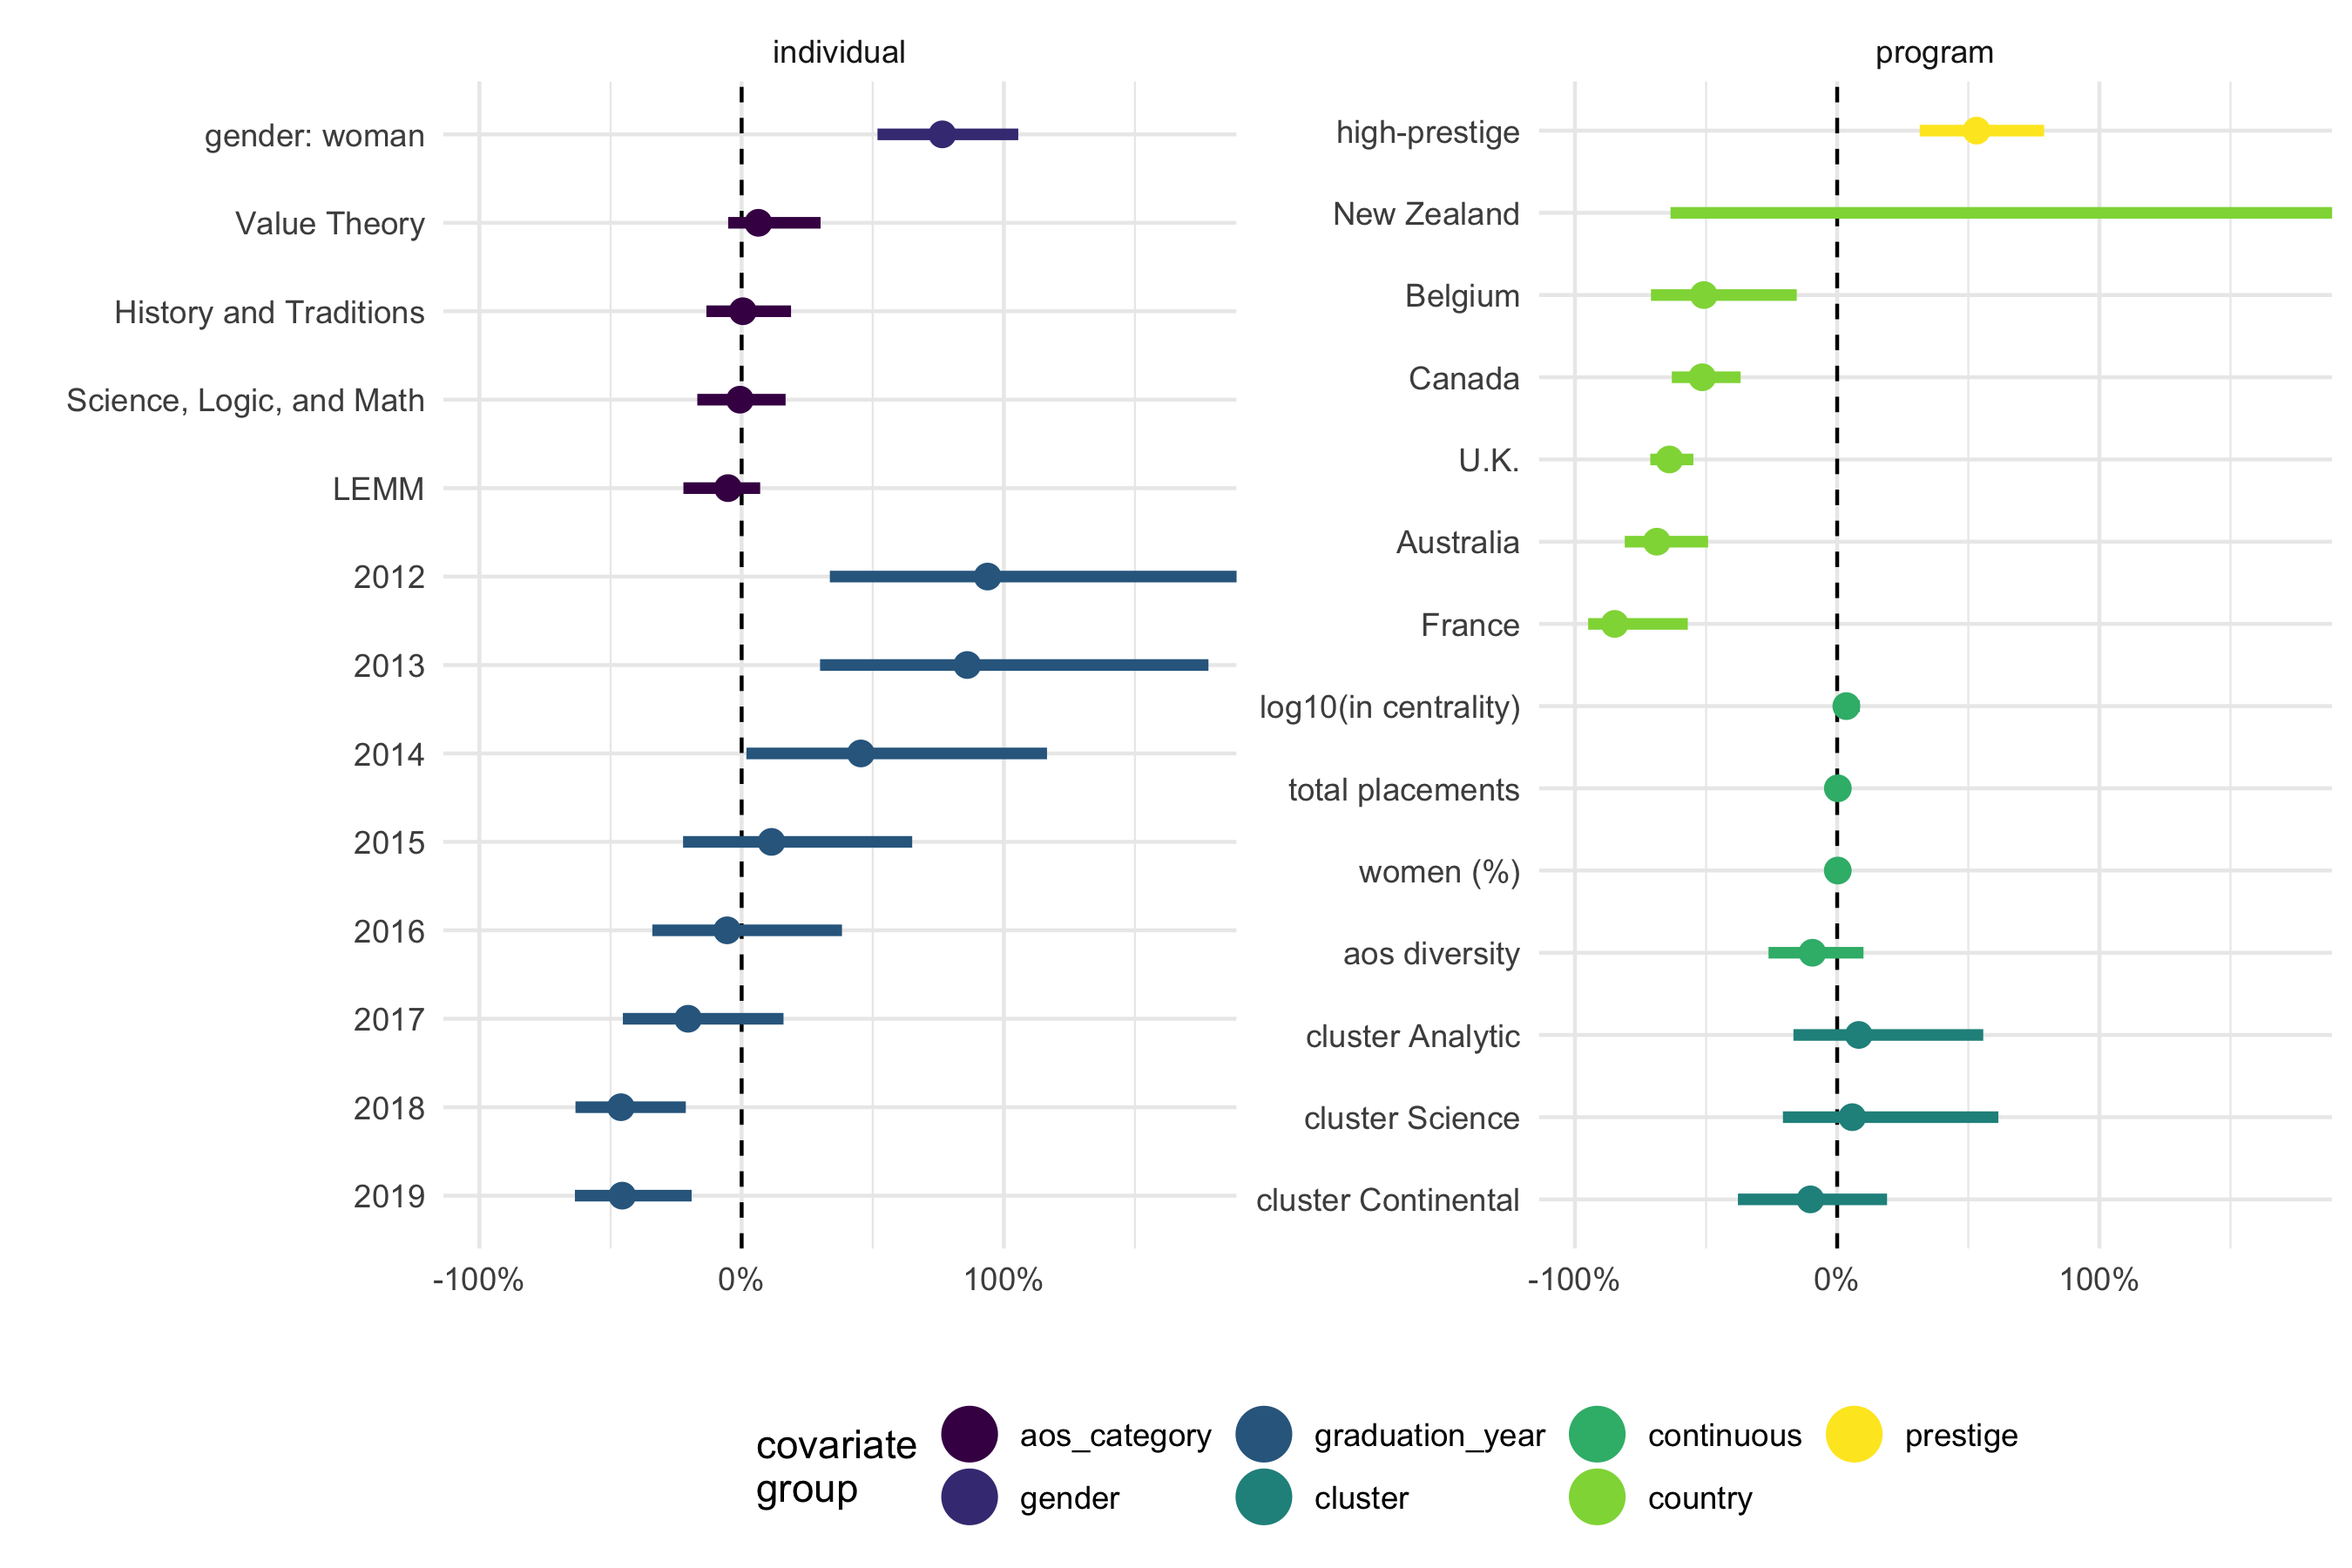 individual
gender: woman
Value Theory
History and Traditions
Science, Logic, and Math
LEMM
2012
2013
2014
2015
2016
2017
2018
2019
-100%
0%
100%
program
high-prestige
New Zealand
Belgium
Canada
U.K.
Australia
France
log10(in centrality)
total placements
women (%)
aos diversity
cluster Analytic
cluster Science
cluster Continental
-100%
0%
100%
covariate
group
aos_category
gender
graduation_year
cluster
continuous
country
prestige